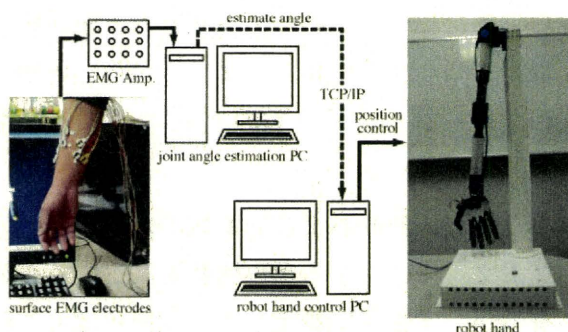 estimate angle
EMG Amp.
TCP/IP
position
control
joint angle estimation PC
surface EMG electrodes
robot hand control PC
robot hand